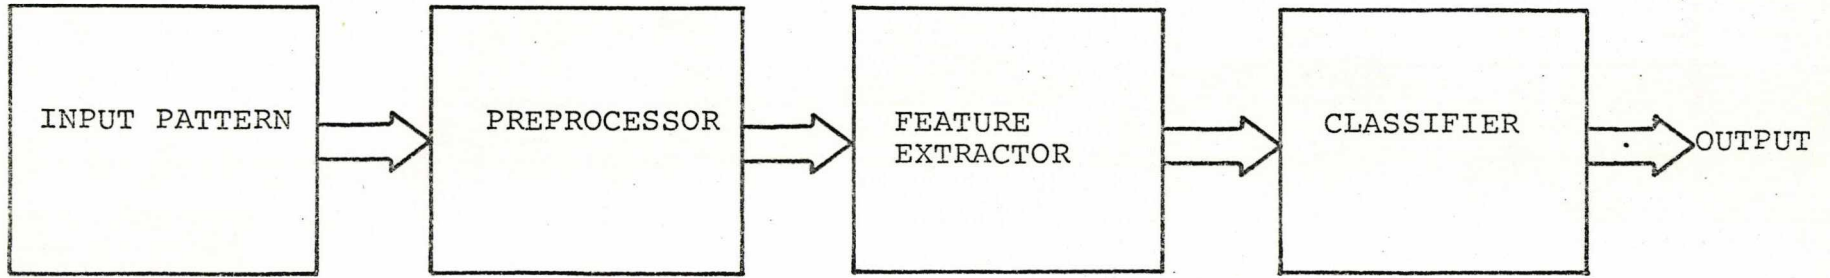 INPUT PATTERN
PREPROCESSOR
FEATURE
EXTRACTOR
CLASSIFIER
OUTPUT